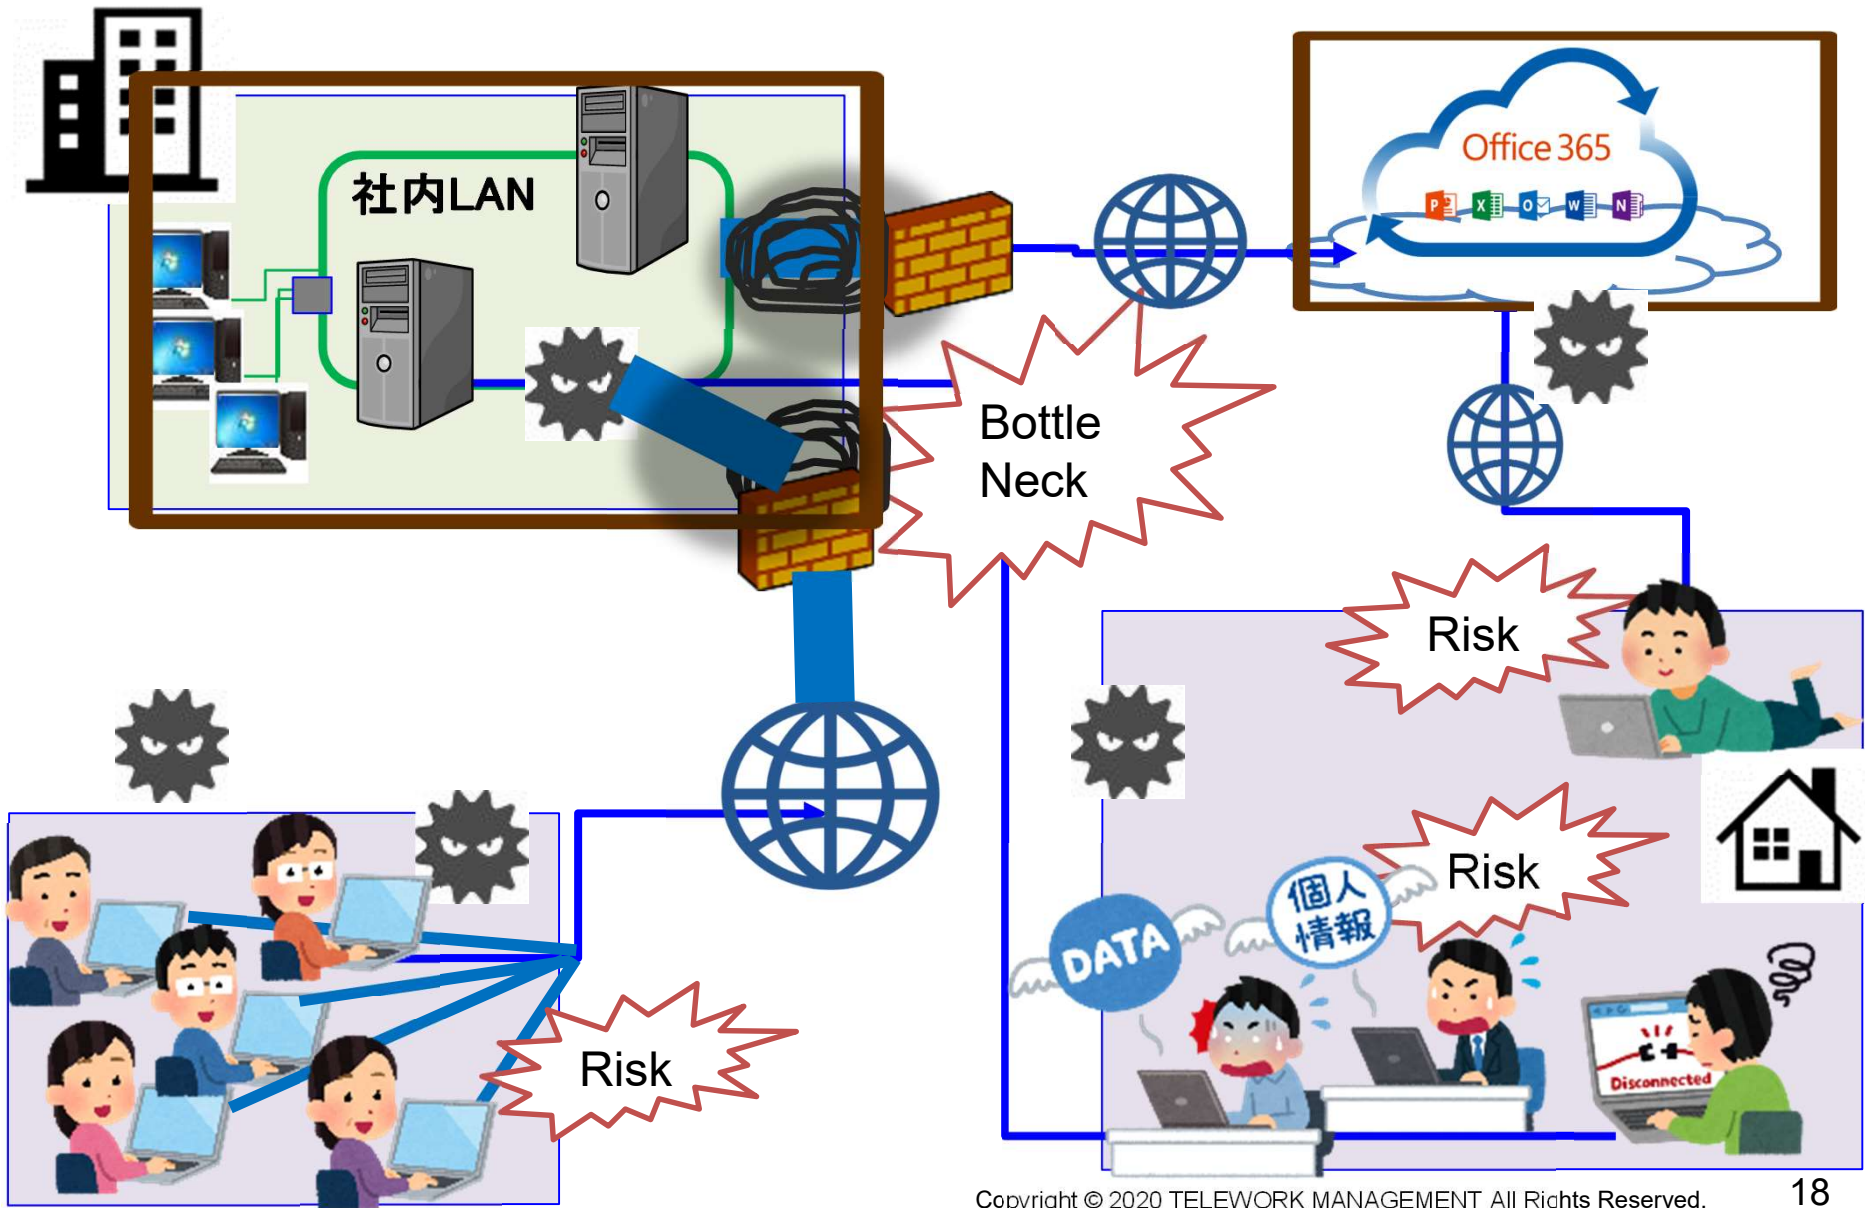 社内LAN
Office 365
P
X
O
W
N
Bottle
Neck
Risk
Risk
個人
情報
DATA
Disconnected
Risk
Copyright © 2020 TELEWORK MANAGEMENT All Rights Reserved.
18